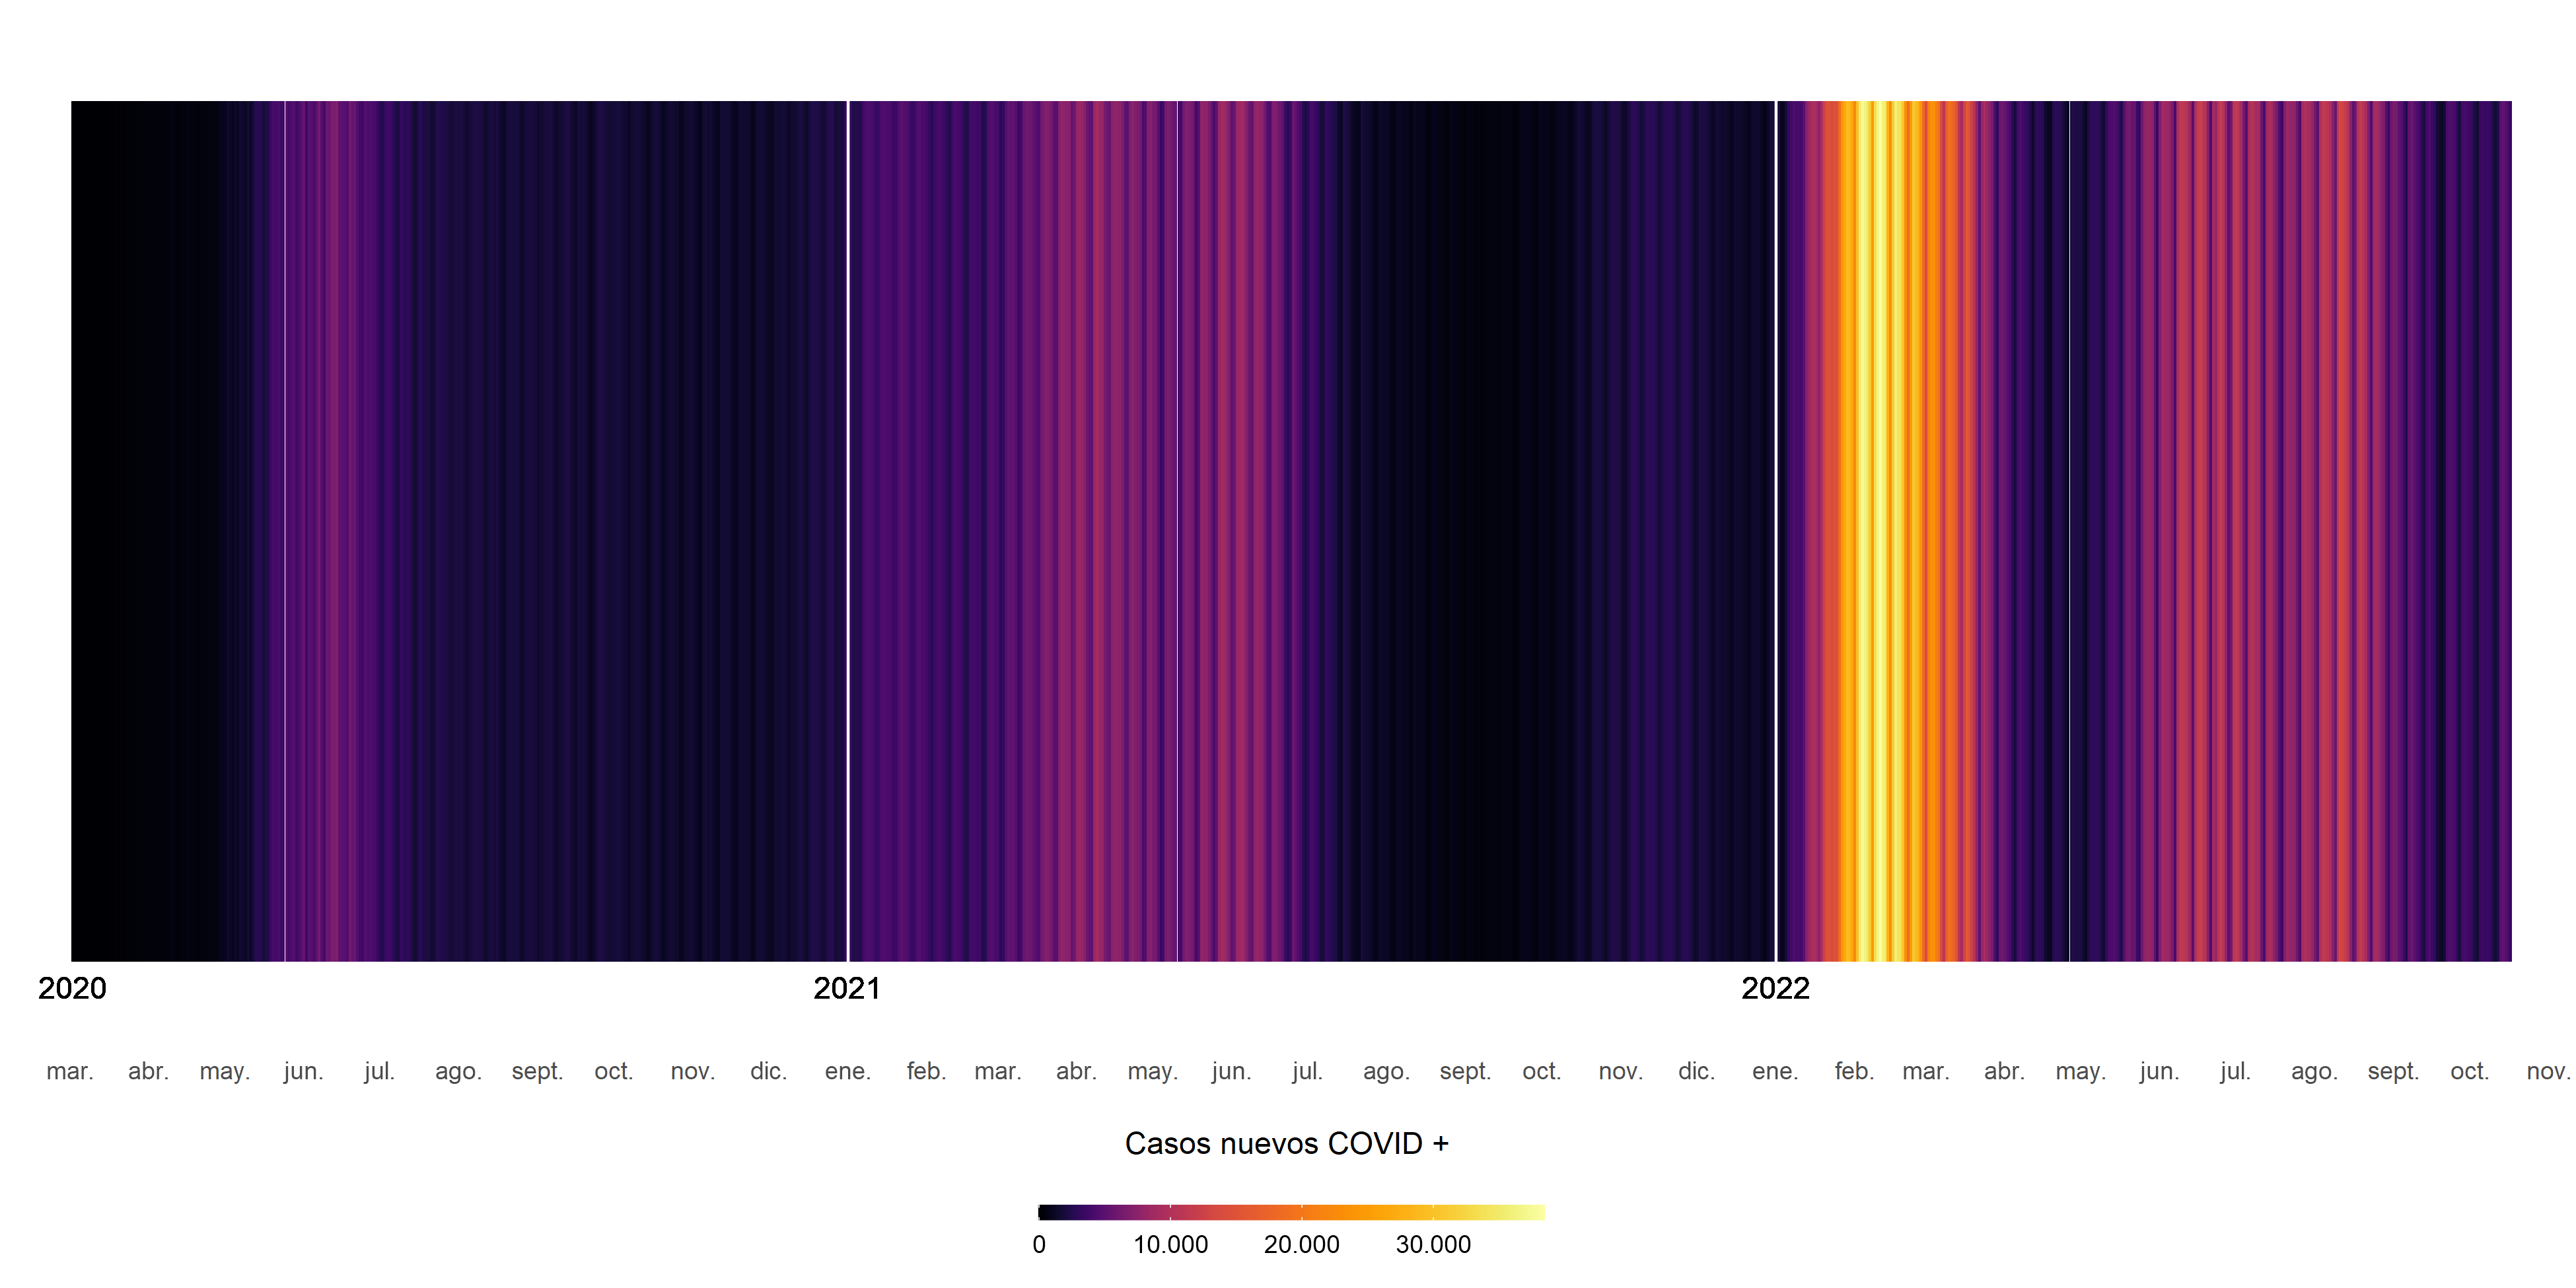 2020 2021 2022
mar. abr. may. jun. jul. ago. sept. oct. nov. dic. ene. feb. mar. abr. may. jun. jul. ago. sept. oct. nov. dic. ene. feb. mar. abr. may. jun. jul. ago. sept. oct. nov.
Casos nuevos COVID +
0 10.000 20.000 30.000